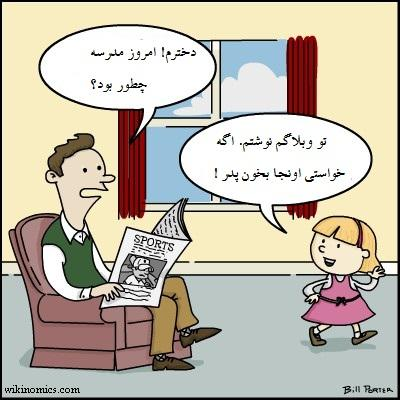 دخترم! امروز مدرسه
چطور بود؟
تو وبلاگم نوشتم. اگه
خواستی اونجا بخون پدر !
SPORTS
wikinomics.com
BILL PORTER